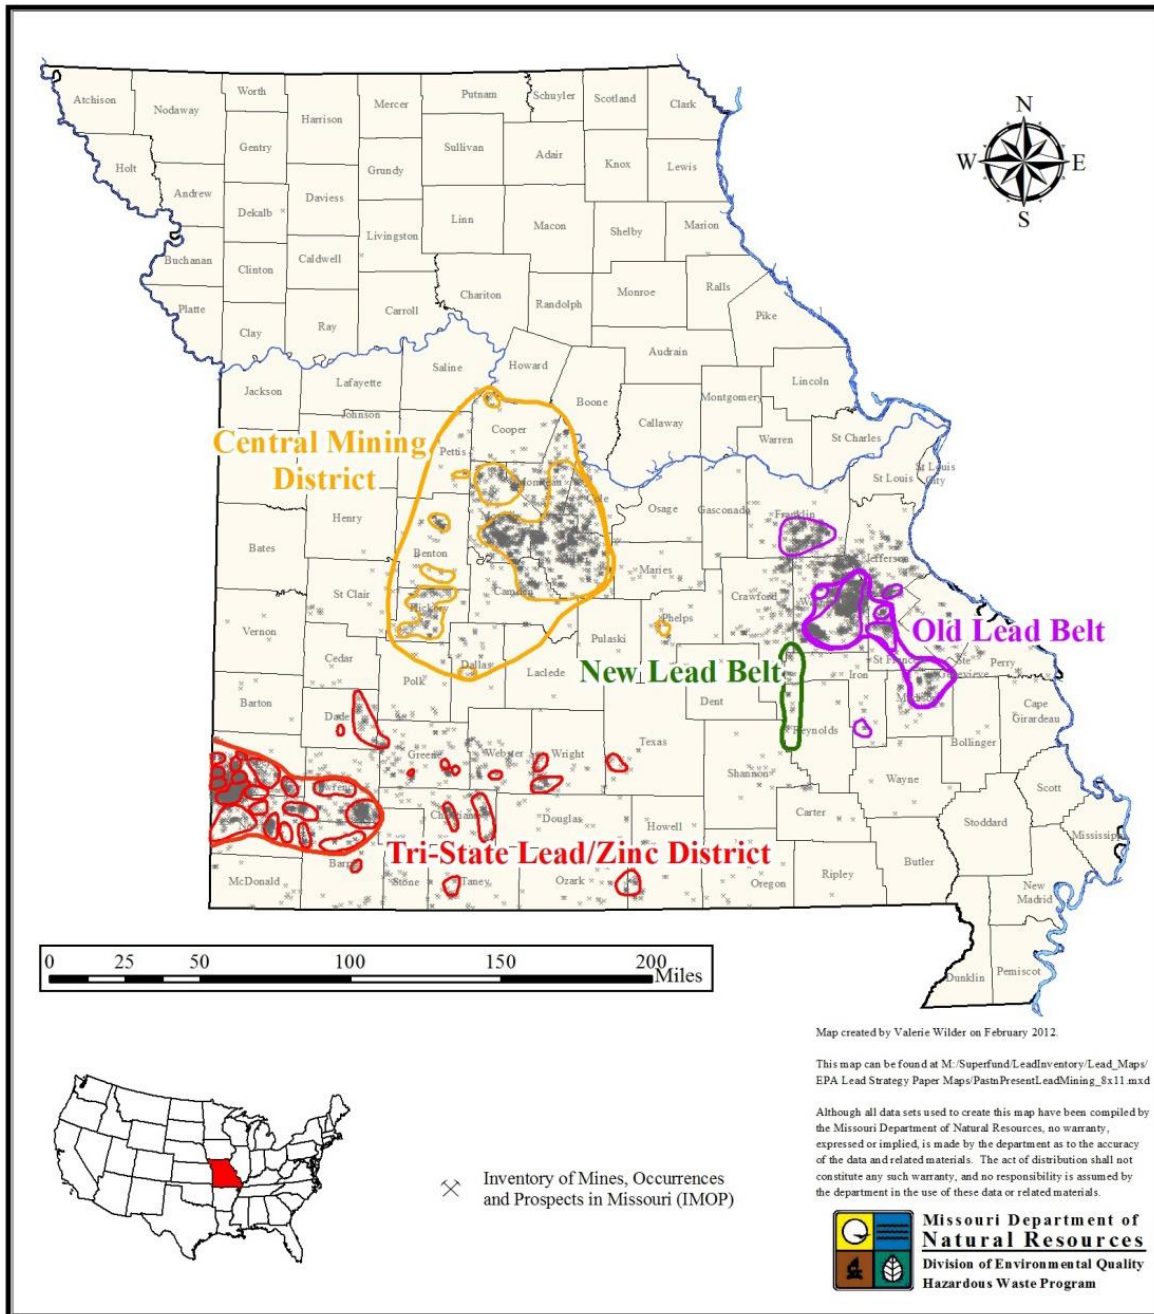 Atchison
Nodaway
Worth
Harrison
Mercer
Putnam
Schuyler
Scotland
Clark
Holt
Gentry
Sullivan
Adair
Knox
Lewis
Andrew
Dekalb
Daviess
Grundy
Linn
Macon
Shelby
Marion
Livingston
Buchanan
Clinton
Caldwell
Platte
Clay
Ray
Carroll
Chariton
Randolph
Monroe
Ralls
Pike
Audrain
Jackson
Lafayette
Saline
Howard
Boone
Callaway
Montgomery
Lincoln
Warren
St Charles
Johnson
Cooper
Pettis
Central Mining
District
St Louis
St Louis
City
Cole
Osage
Gasconade
Franklin
Jefferson
Henry
Bates
Benton
Camden
Maries
Crawford
Phelps
St Clair
Hickory
Vernon
Cedar
Dallas
Laclede
Pulaski
Old Lead Belt
New Lead Belt
Iron
Perry
Polk
Dent
Reynolds
Cape
Girardeau
Bollinger
Barton
Dade
Greene
Webster
Wright
Texas
Shannon
Wayne
Carter
Scott
Stoddard
Mississippi
Douglas
Howell
Tri-State Lead/Zinc District
McDonald
Stone
Taney
Ozark
Oregon
Ripley
Butler
New
Madrid
Dunklin
Pemiscot
N
W
E
S
0 25 50 100 150 200
Miles
Map created by Valerie Wilder on February 2012.
This map can be found at M:/Superfund/LeadInventory/Lead_Maps/
EPA Lead Strategy Paper Maps/PastnPresentLeadMining_8x11.mxd
Although all data sets used to create this map have been compiled by
the Missouri Department of Natural Resources, no warranty,
expressed or implied, is made by the department as to the accuracy
of the data and related materials. The act of distribution shall not
constitute any such warranty, and no responsibility is assumed by
the department in the use of these data or related materials.
Inventory of Mines, Occurrences
and Prospects in Missouri (IMOP)
Missouri Department of
Natural Resources
Division of Environmental Quality
Hazardous Waste Program